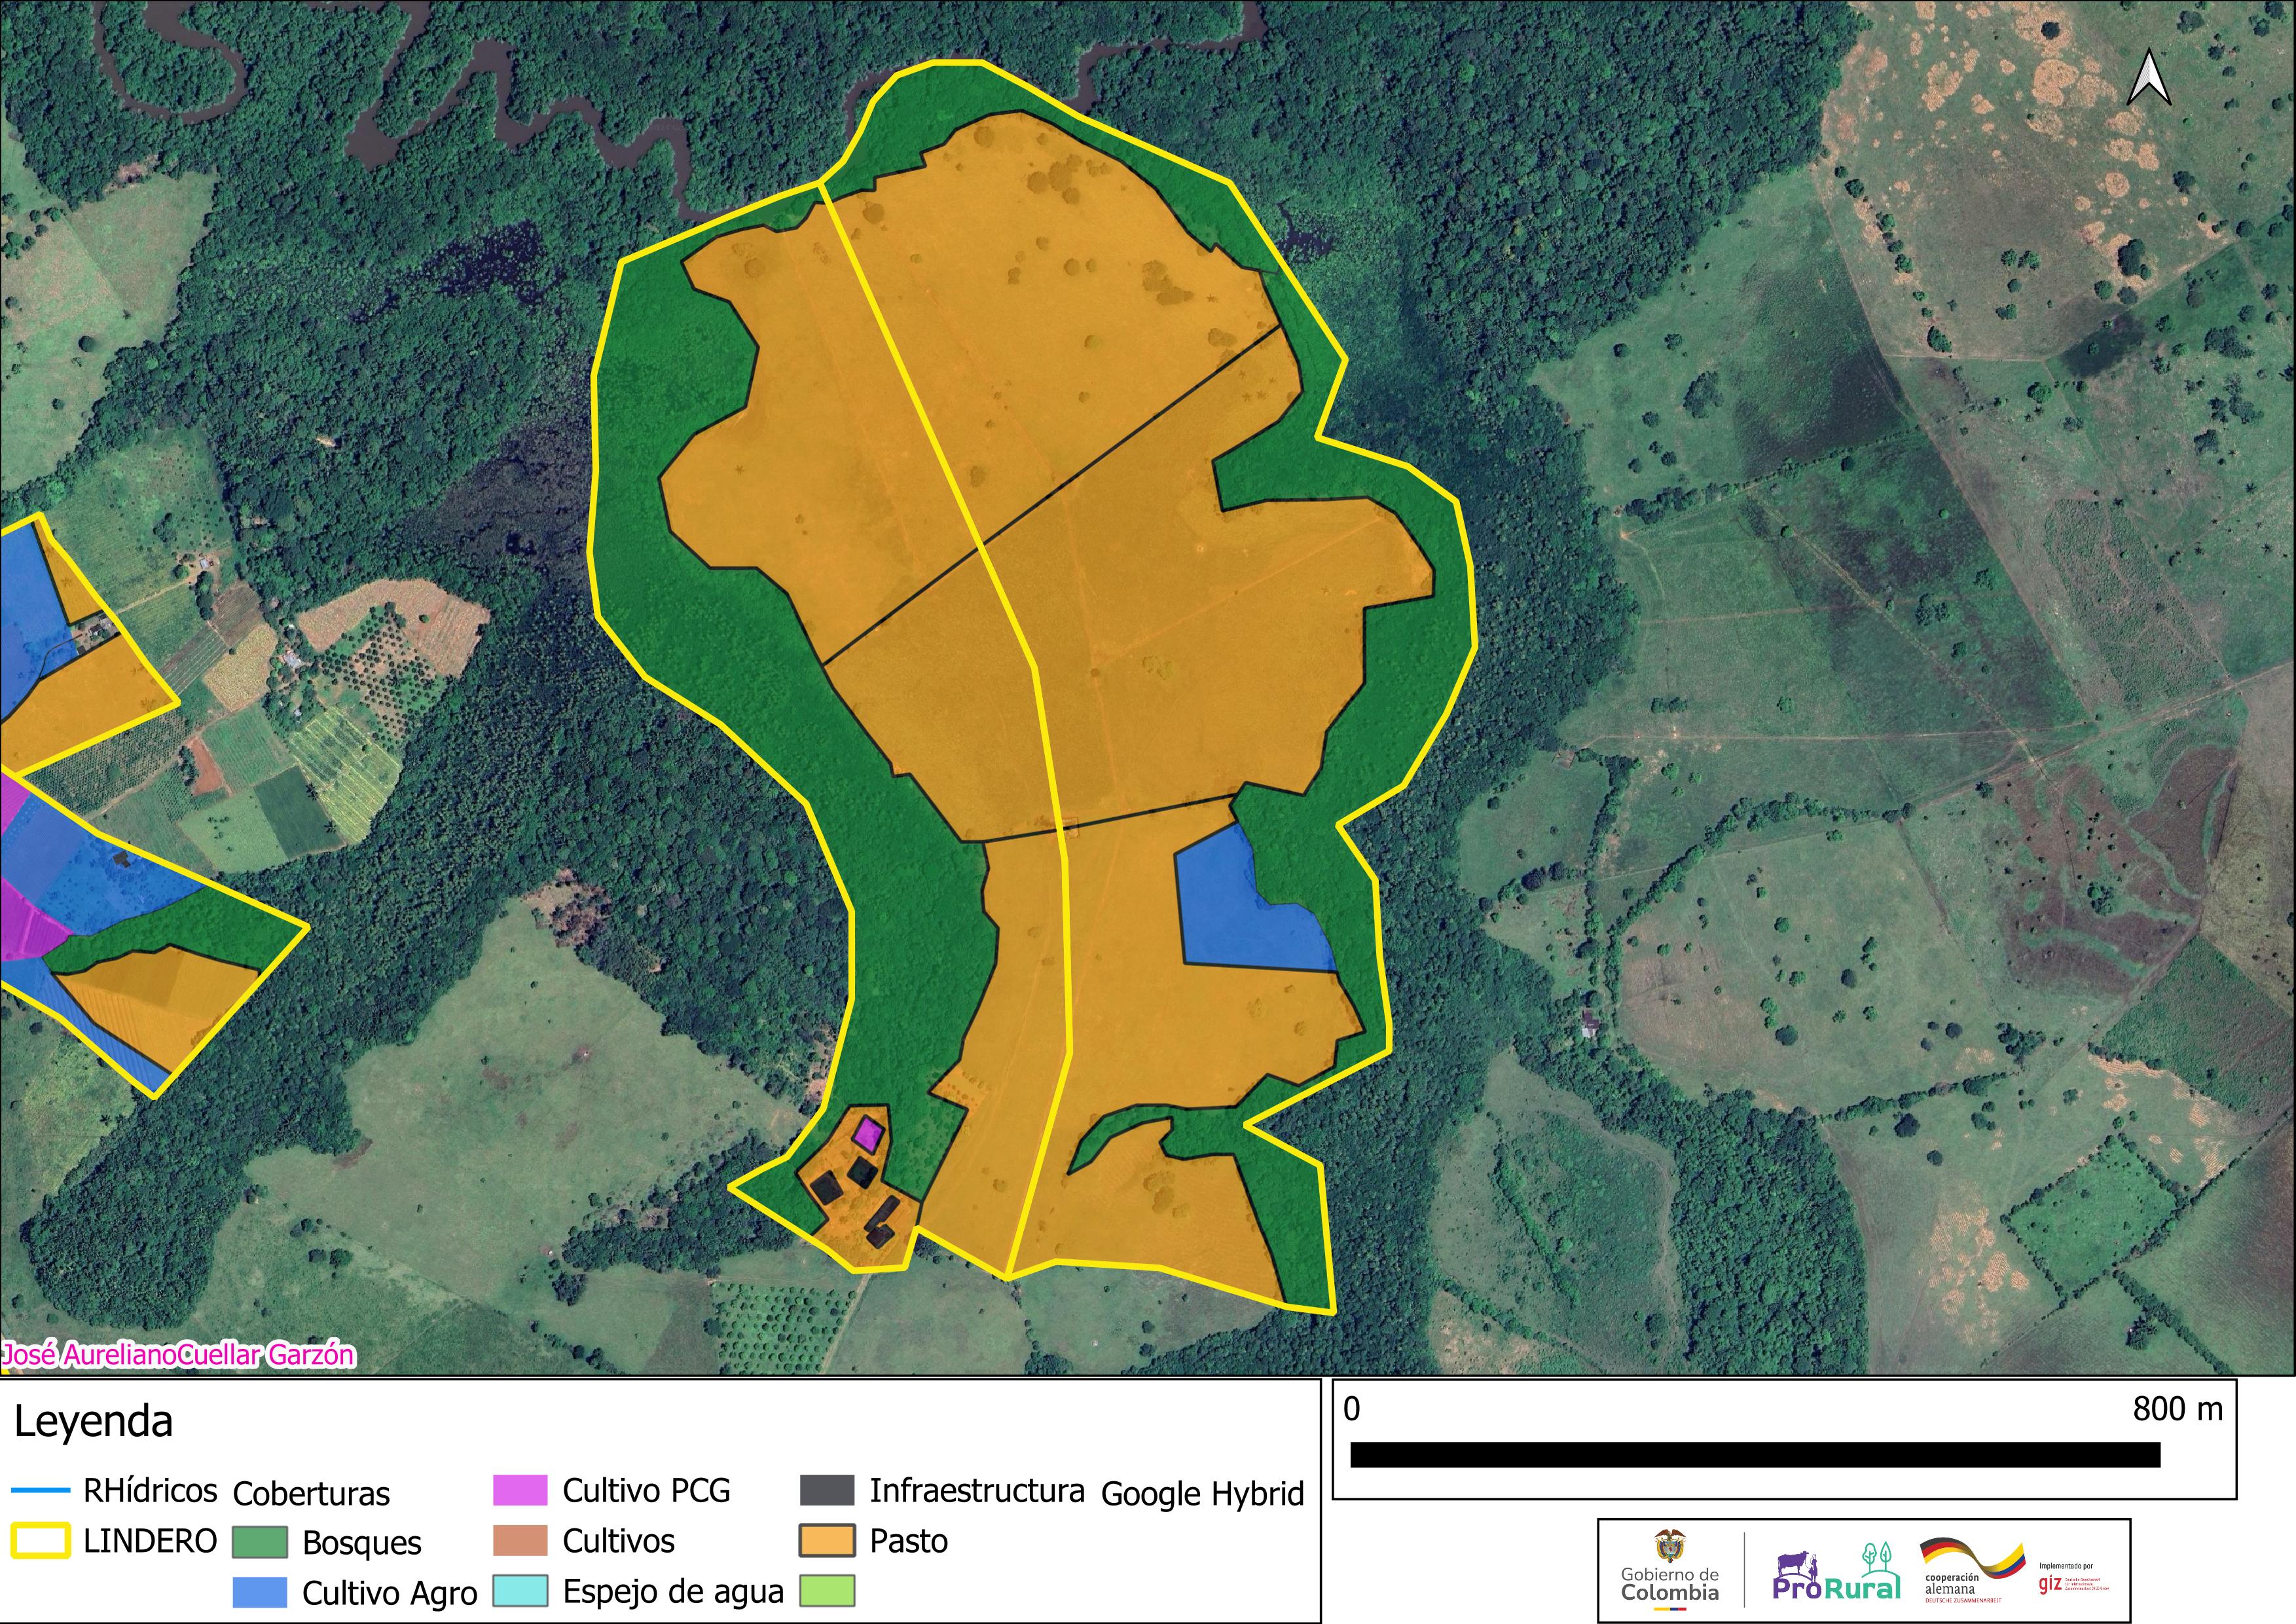 José AurelianoCuellar Garzón
Leyenda
RHídricos
LINDERO
Coberturas
Bosques
Cultivo Agro
Cultivo PCG
Cultivos
Espejo de agua
Infraestructura
Pasto
Google Hybrid
0 800 m
Gobierno de
Colombia
ProRural
cooperación
alemana
DEUTSCHE ZUSAMMENARBEIT
Implementado por
giz